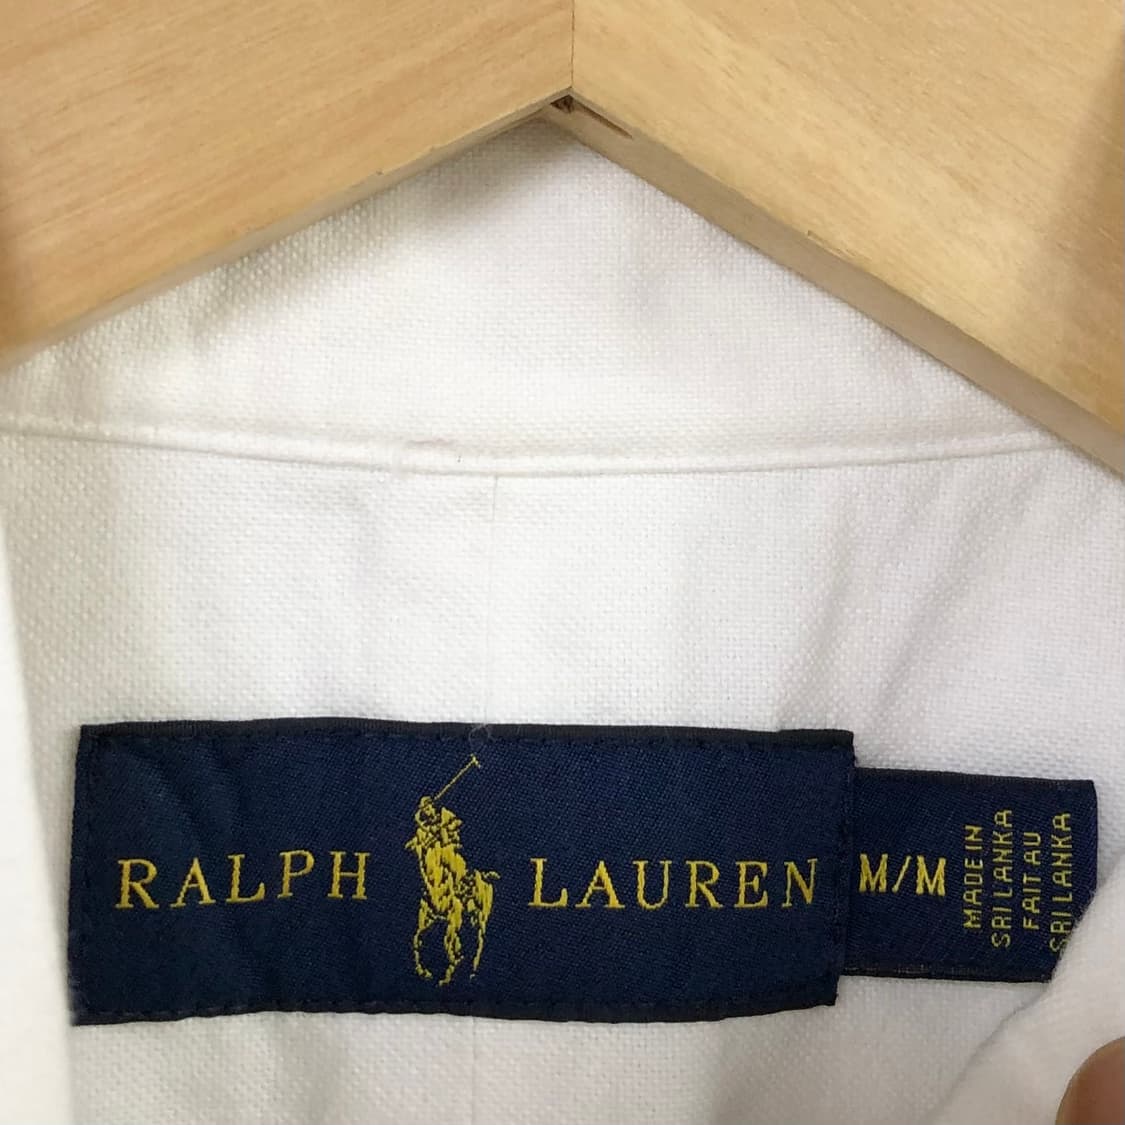 RALPH LAUREN
M/M
MADE IN
SRI LANKA
FAIT AU
SRI LANKA